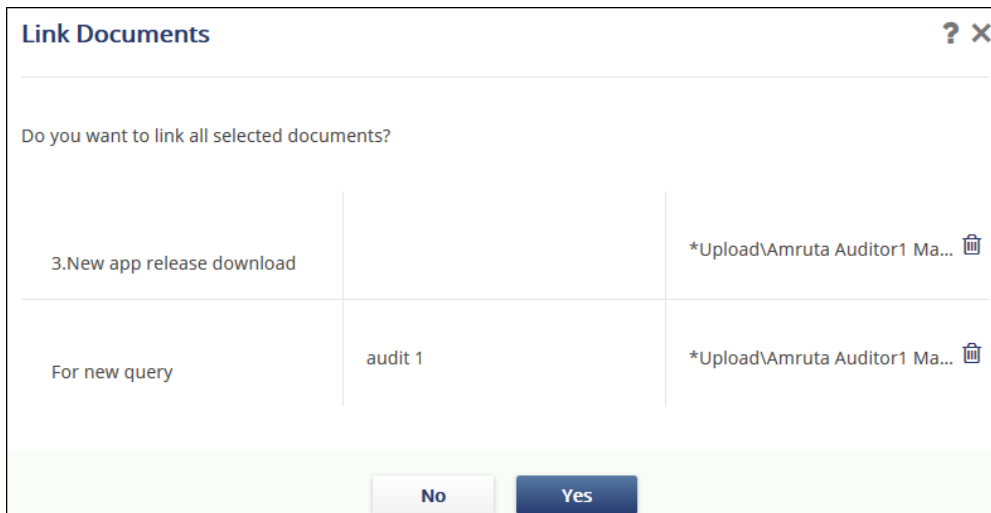 Link Documents
?
Do you want to link all selected documents?
3.New app release download
*Upload\Amruta Auditor1 Ma...
For new query
audit 1
*Upload\Amruta Auditor1 Ma...
No
Yes